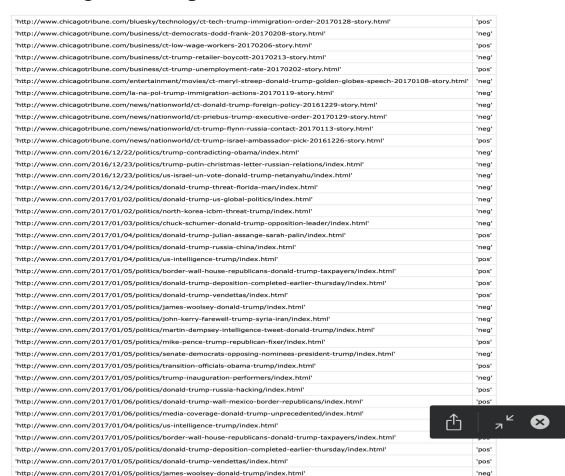 'http://www.chicagotribune.com/bluesky/technology/ct-tech-trump-immigration-order-20170128-story.html' 'pos'
'http://www.chicagotribune.com/business/ct-democrats-dodd-frank-20170208-story.html' 'neg'
'http://www.chicagotribune.com/business/ct-low-wage-workers-20170206-story.html' 'pos'
'http://www.chicagotribune.com/business/ct-trump-retailer-boycott-20170213-story.html' 'neg'
'http://www.chicagotribune.com/business/ct-trump-unemployment-rate-20170202-story.html' 'pos'
'http://www.chicagotribune.com/entertainment/movies/ct-meryl-streep-donald-trump-golden-globes-speech-20170108-story.html' 'neg'
'http://www.chicagotribune.com/la-na-pol-trump-immigration-actions-20170119-story.html' 'pos'
'http://www.chicagotribune.com/news/nationworld/ct-donald-trump-foreign-policy-20161229-story.html' 'neg'
'http://www.chicagotribune.com/news/nationworld/ct-priebus-trump-executive-order-20170129-story.html' 'pos'
'http://www.chicagotribune.com/news/nationworld/ct-trump-flynn-russia-contact-20170113-story.html' 'neg'
'http://www.chicagotribune.com/news/nationworld/ct-trump-israel-ambassador-pick-20161226-story.html' 'pos'
'http://www.cnn.com/2016/12/22/politics/trump-contradicting-obama/index.html' 'neg'
'http://www.cnn.com/2016/12/23/politics/trump-putin-christmas-letter-russian-relations/index.html' 'neg'
'http://www.cnn.com/2016/12/23/politics/us-israel-un-vote-donald-trump-netanyahu/index.html' 'neg'
'http://www.cnn.com/2016/12/24/politics/donald-trump-threat-florida-man/index.html' 'neg'
'http://www.cnn.com/2017/01/02/politics/donald-trump-us-global-politics/index.html' 'neg'
'http://www.cnn.com/2017/01/02/politics/north-korea-icbm-threat-trump/index.html' 'neg'
'http://www.cnn.com/2017/01/03/politics/chuck-schumer-donald-trump-opposition-leader/index.html' 'neg'
'http://www.cnn.com/2017/01/04/politics/donald-trump-julian-assange-sarah-palin/index.html' 'neg'
'http://www.cnn.com/2017/01/04/politics/donald-trump-russia-china/index.html' 'neg'
'http://www.cnn.com/2017/01/04/politics/us-intelligence-trump/index.html' 'pos'
'http://www.cnn.com/2017/01/05/politics/border-wall-house-republicans-donald-trump-taxpayers/index.html' 'pos'
'http://www.cnn.com/2017/01/05/politics/donald-trump-deposition-completed-earlier-thursday/index.html' 'pos'
'http://www.cnn.com/2017/01/05/politics/donald-trump-vendettas/index.html' 'pos'
'http://www.cnn.com/2017/01/05/politics/james-woolsey-donald-trump/index.html' 'neg'
'http://www.cnn.com/2017/01/05/politics/john-kerry-farewell-trump-syria-iran/index.html' 'pos'
'http://www.cnn.com/2017/01/05/politics/martin-dempsey-intelligence-tweet-donald-trump/index.html' 'neg'
'http://www.cnn.com/2017/01/05/politics/mike-pence-trump-republican-fixer/index.html' 'pos'
'http://www.cnn.com/2017/01/05/politics/senate-democrats-opposing-nominees-president-trump/index.html' 'neg'
'http://www.cnn.com/2017/01/05/politics/transition-officials-obama-trump/index.html' 'pos'
'http://www.cnn.com/2017/01/05/politics/trump-inauguration-performers/index.html' 'neg'
'http://www.cnn.com/2017/01/06/politics/donald-trump-russia-hacking/index.html' 'pos'
'http://www.cnn.com/2017/01/06/politics/donald-trump-wall-mexico-border-republicans/index.html' 'pos'
'http://www.cnn.com/2017/01/06/politics/media-coverage-donald-trump-unprecedented/index.html'
'http://www.cnn.com/2017/01/04/politics/us-intelligence-trump/index.html'
'http://www.cnn.com/2017/01/05/politics/border-wall-house-republicans-donald-trump-taxpayers/index.html'
'http://www.cnn.com/2017/01/05/politics/donald-trump-deposition-completed-earlier-thursday/index.html' 'pos'
'http://www.cnn.com/2017/01/05/politics/donald-trump-vendettas/index.html' 'pos'
'http://www.cnn.com/2017/01/05/politics/james-woolsey-donald-trump/index.html' 'neg'